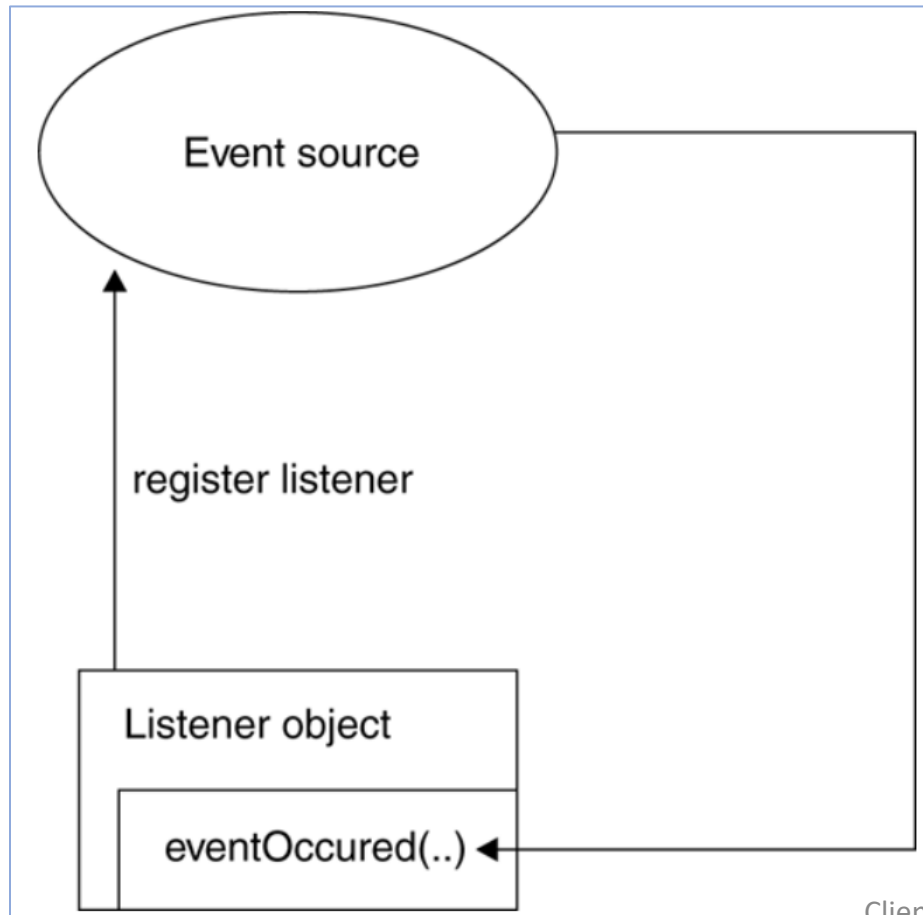 Event source
register listener
Listener object
eventOccured(..)